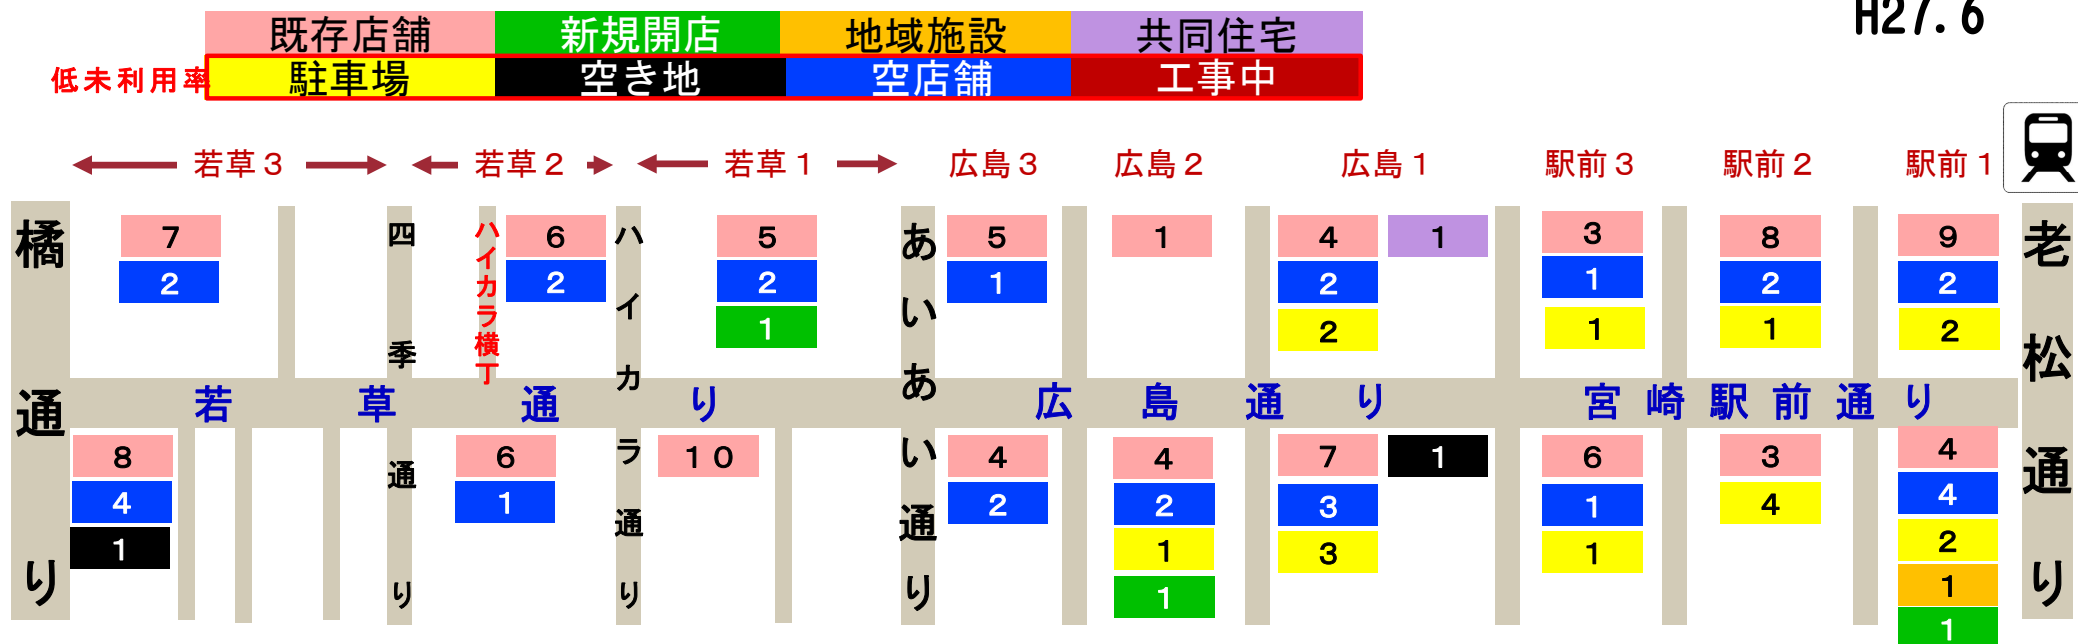 H27.6
既存店舗 新規開店 地域施設 共同住宅
低未利用率 駐車場 空き地 空店舗 工事中
若草３ 若草２ 若草１ 広島３ 広島２ 広島１ 駅前３ 駅前２ 駅前１
7 6 5 5 1 4 1 3 8 9
2 2 2 1 2 1 2 2
1 2 1 1 2
橘通り
四季通り
ハイカラ横丁
ハイカラ通り
あいあい通り
老松通り
若草通り 広島通り 宮崎駅前通り
8 6 10 4 4 7 1 6 3 4
4 1 2 2 3 1 4 4
1 1 3 1 2
1 1
1